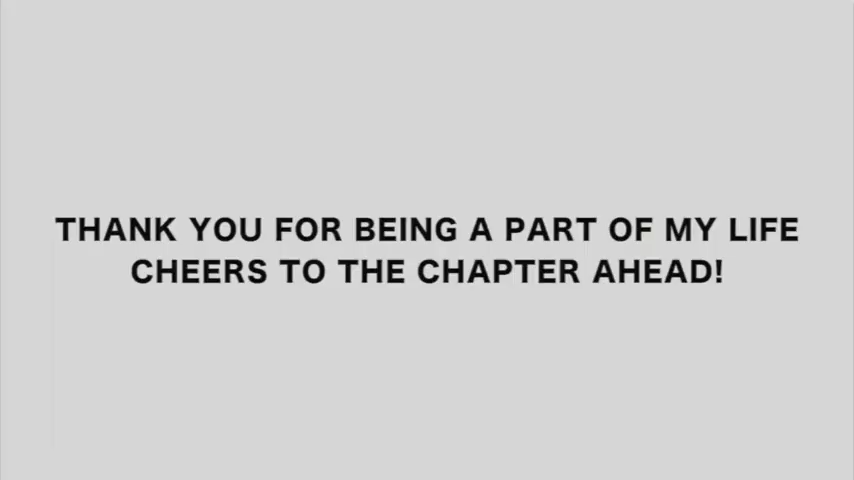 THANK YOU FOR BEING A PART OF MY LIFE
CHEERS TO THE CHAPTER AHEAD!